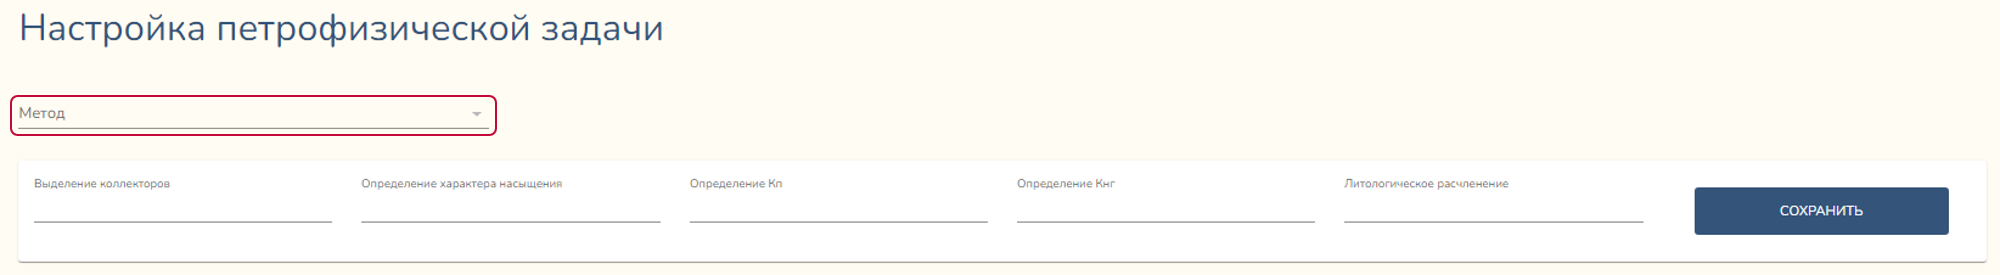 Настройка петрофизической задачи
Метод
Выделение коллекторов
Определение характера насыщения
Определение Кп
Определение Кнг
Литологическое расчленение
СОХРАНИТЬ